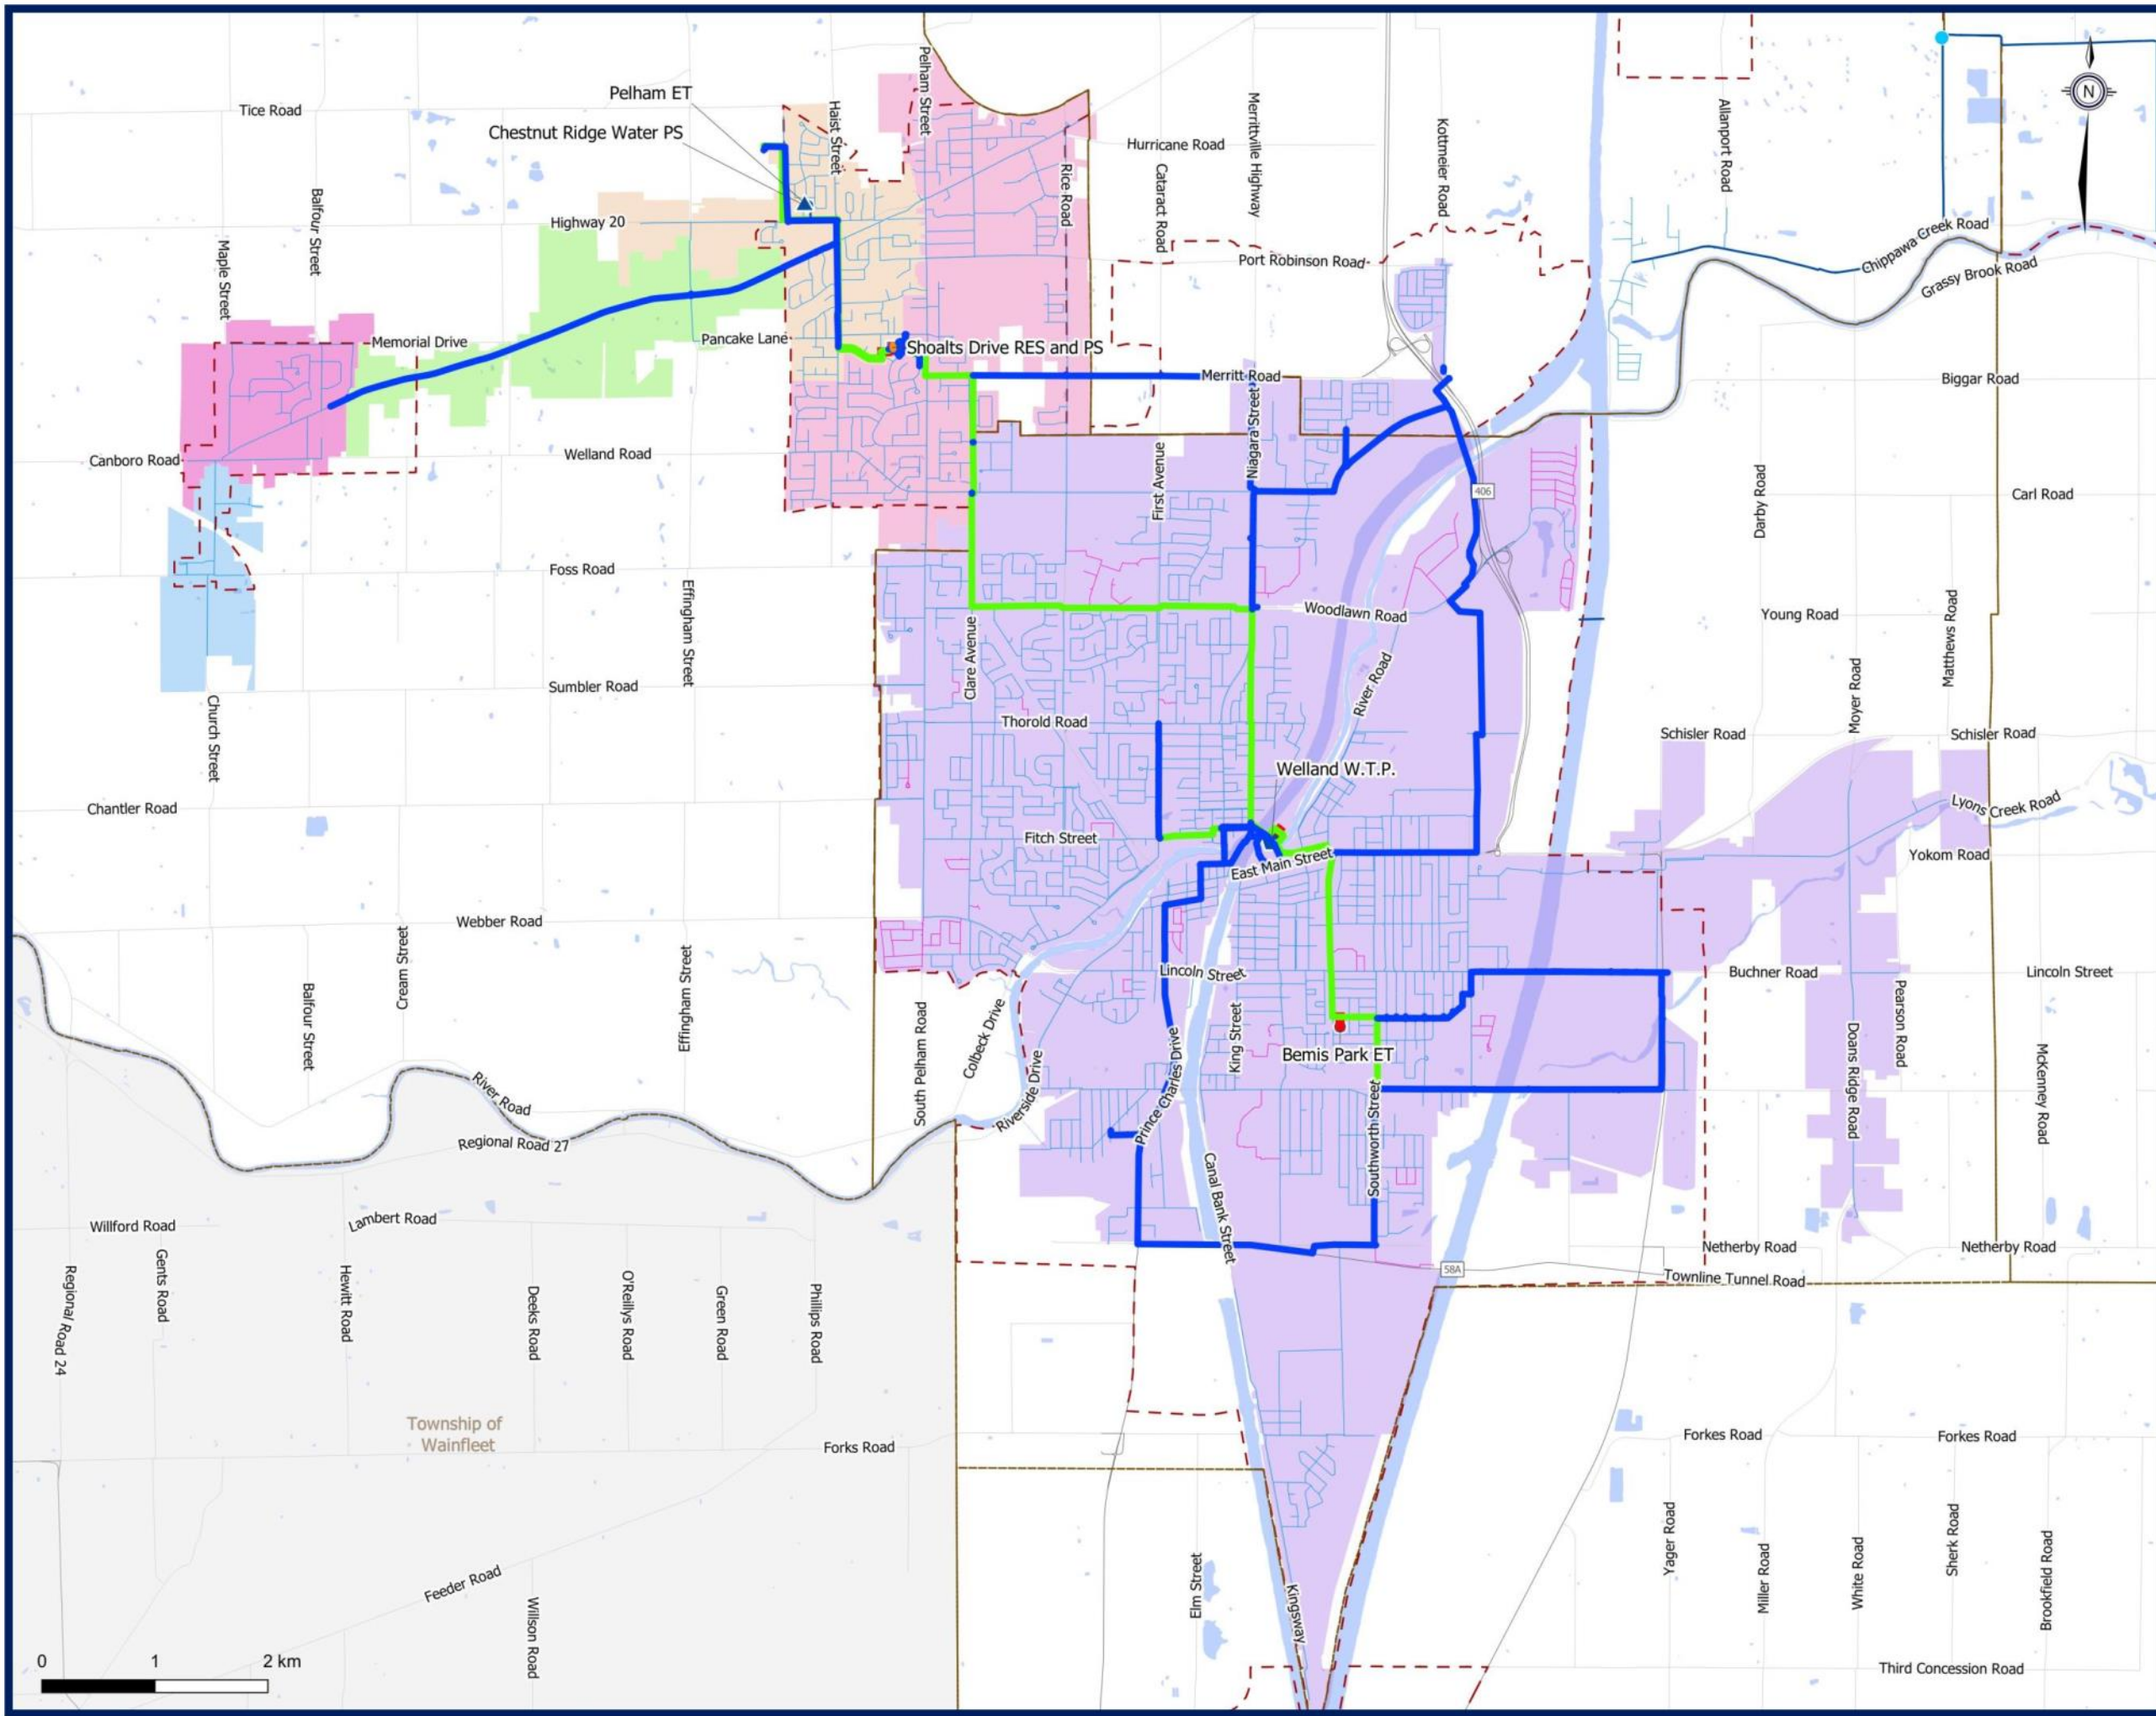 Pelham ET
Chestnut Ridge Water PS
Tice Road
Haist Street
Pelham Street
Hurricane Road
Merrittville Highway
Kottmeier Road
Allanport Road
N
Rice Road
Cataract Road
Balfour Street
Maple Street
Highway 20
Port Robinson Road
Chippawa Creek Road
Grassy Brook Road
Memorial Drive
Pancake Lane
Shoalts Drive RES and PS
Merritt Road
Biggar Road
Niagara Street
Canboro Road
Welland Road
First Avenue
406
Darby Road
Carl Road
Foss Road
Effingham Street
Clare Avenue
Woodlawn Road
Young Road
Matthews Road
Sumbler Road
River Road
Moyer Road
Church Street
Thorold Road
Schisler Road
Schisler Road
Welland W.T.P.
Chantler Road
Lyons Creek Road
Fitch Street
East Main Street
Yokom Road
Webber Road
Cream Street
Effingham Street
Balfour Street
Lincoln Street
Buchner Road
Lincoln Street
South Pelham Road
Colbeck Drive
Riverside Drive
King Street
Prince Charles Drive
Bemis Park ET
Southworth Street
Doans Ridge Road
Pearson Road
McKenney Road
River Road
Regional Road 27
Canal Bank Street
Willford Road
Lambert Road
Netherby Road
Netherby Road
58A
Townline Tunnel Road
Regional Road 24
Gents Road
Hewitt Road
Deeks Road
O'Reillys Road
Green Road
Phillips Road
Township of
Wainfleet
Forks Road
Forkes Road
Forkes Road
Feeder Road
Willson Road
Elm Street
Kingsway
Yager Road
Miller Road
White Road
Sherk Road
Brookfield Road
0 1 2 km
Third Concession Road